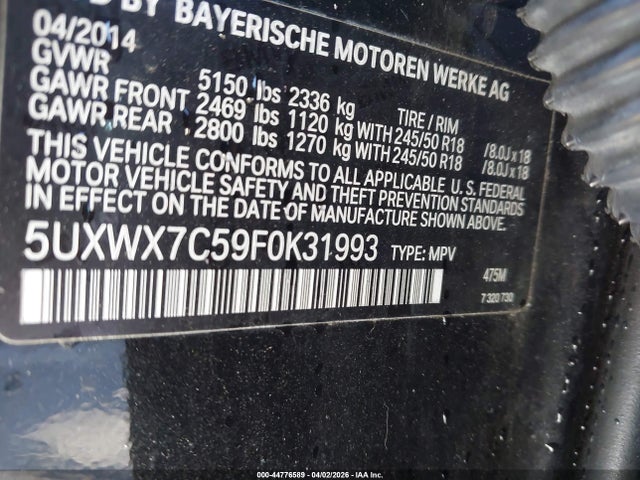 D BY BAYERISCHE MOTOREN WERKE AG
04/2014
GVWR 5150 lbs 2336 kg TIRE / RIM
GAWR FRONT 2469 lbs 1120 kg WITH 245/50 R18 /8.0J x 18
GAWR REAR 2800 lbs 1270 kg WITH 245/50 R18 /8.0J x 18
THIS VEHICLE CONFORMS TO ALL APPLICABLE U. S. FEDERAL
MOTOR VEHICLE SAFETY AND THEFT PREVENTION STANDARDS
IN EFFECT ON THE DATE OF MANUFACTURE SHOWN ABOVE.
5UXWX7C59F0K31993 TYPE: MPV
475M
7 320 730
000-44776589 | 04/02/2026 | IAA Inc.